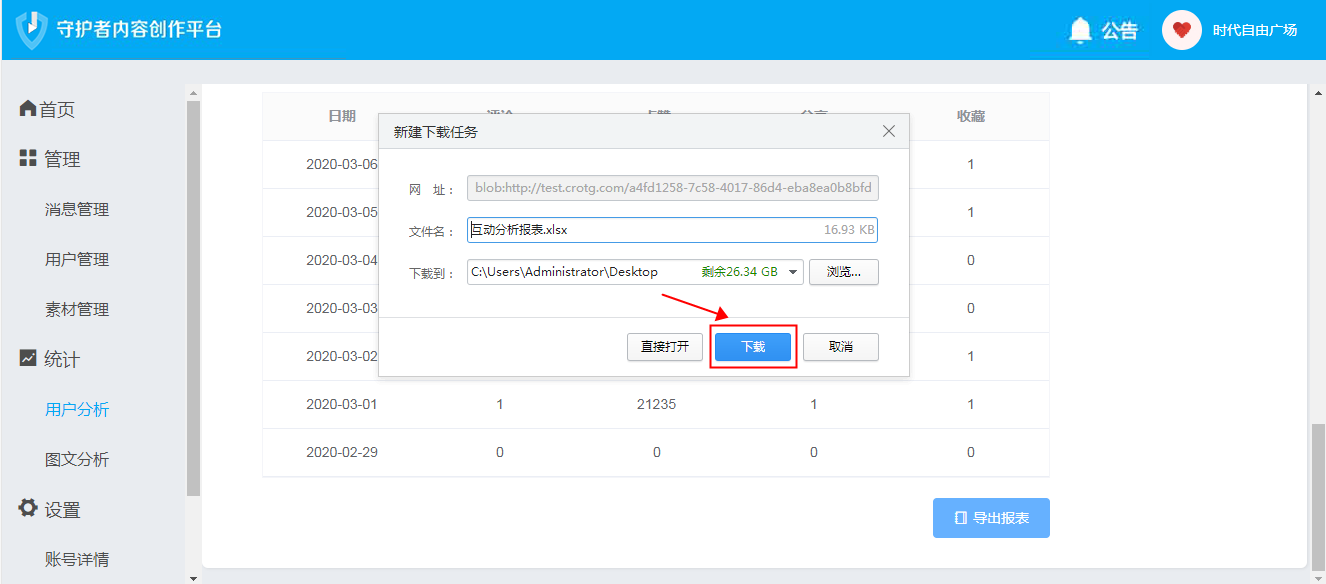 守护者内容创作平台
公告
时代自由广场
首页
管理
消息管理
用户管理
素材管理
统计
用户分析
图文分析
设置
账号详情
日期 评论 点赞 分享 收藏
2020-03-06 1
2020-03-05 1
2020-03-04 0
2020-03-03 0
2020-03-02 1
2020-03-01 1 21235 1 1
2020-02-29 0 0 0 0
导出报表
新建下载任务
网 址： blob:http://test.crotg.com/a4fd1258-7c58-4017-86d4-eba8ea0b8bfd
文件名： 互动分析报表.xlsx 16.93 KB
下载到： C:\Users\Administrator\Desktop 剩余26.34 GB 浏览...
直接打开 下载 取消